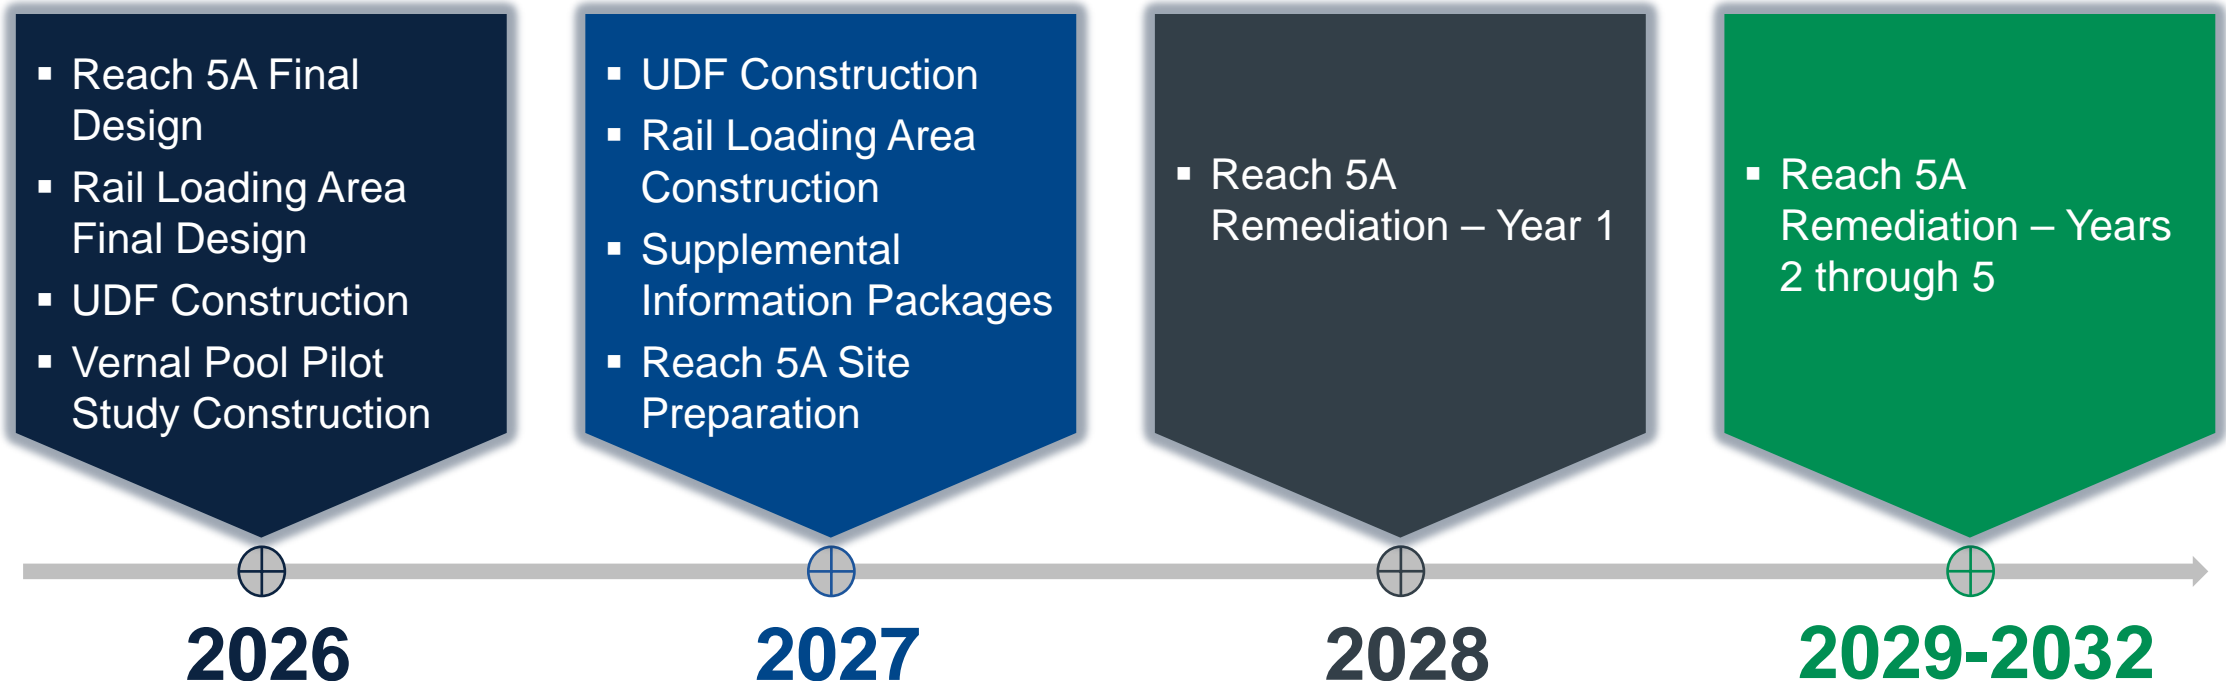 ▪ Reach 5A Final
Design
▪ Rail Loading Area
Final Design
▪ UDF Construction
▪ Vernal Pool Pilot
Study Construction
▪ UDF Construction
▪ Rail Loading Area
Construction
▪ Supplemental
Information Packages
▪ Reach 5A Site
Preparation
▪ Reach 5A
Remediation – Year 1
▪ Reach 5A
Remediation – Years
2 through 5
2026
2027
2028
2029-2032